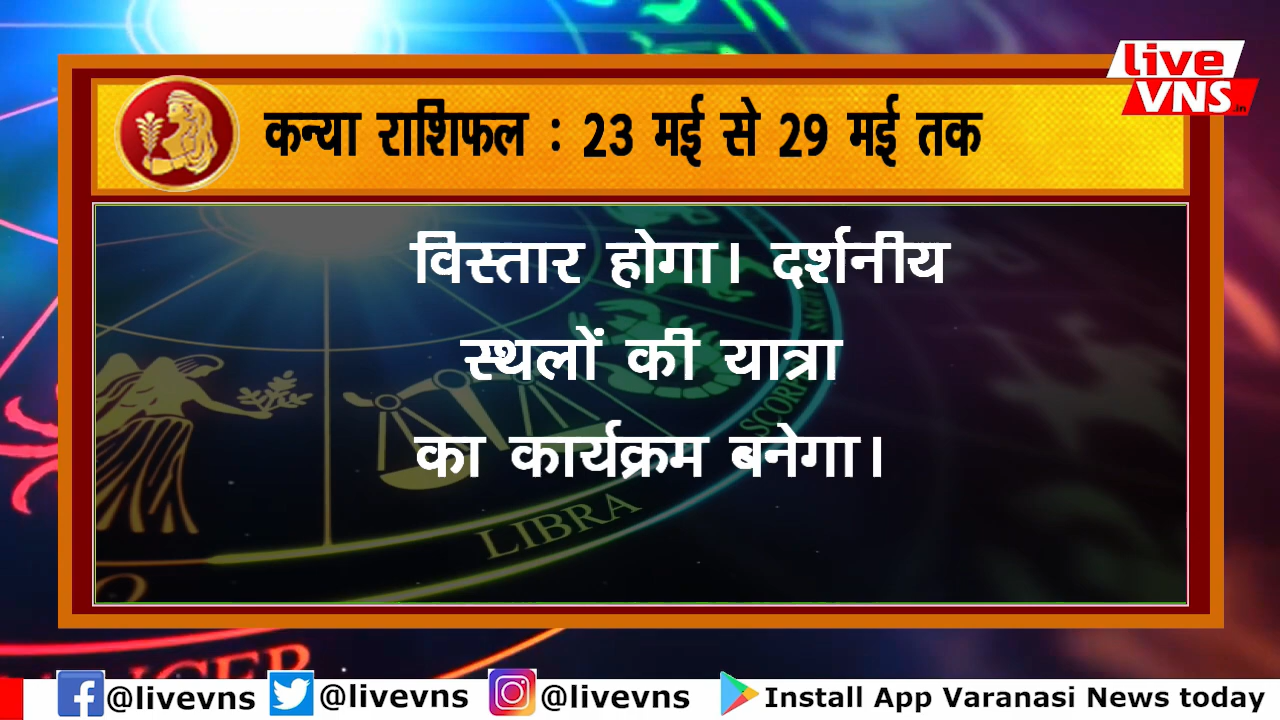 live
VNS.in
कन्या राशिफल : 23 मई से 29 मई तक
विस्तार होगा। दर्शनीय
स्थलों की यात्रा
का कार्यक्रम बनेगा।
SCORPIO
LIBRA
@livevns @livevns @livevns Install App Varanasi News today